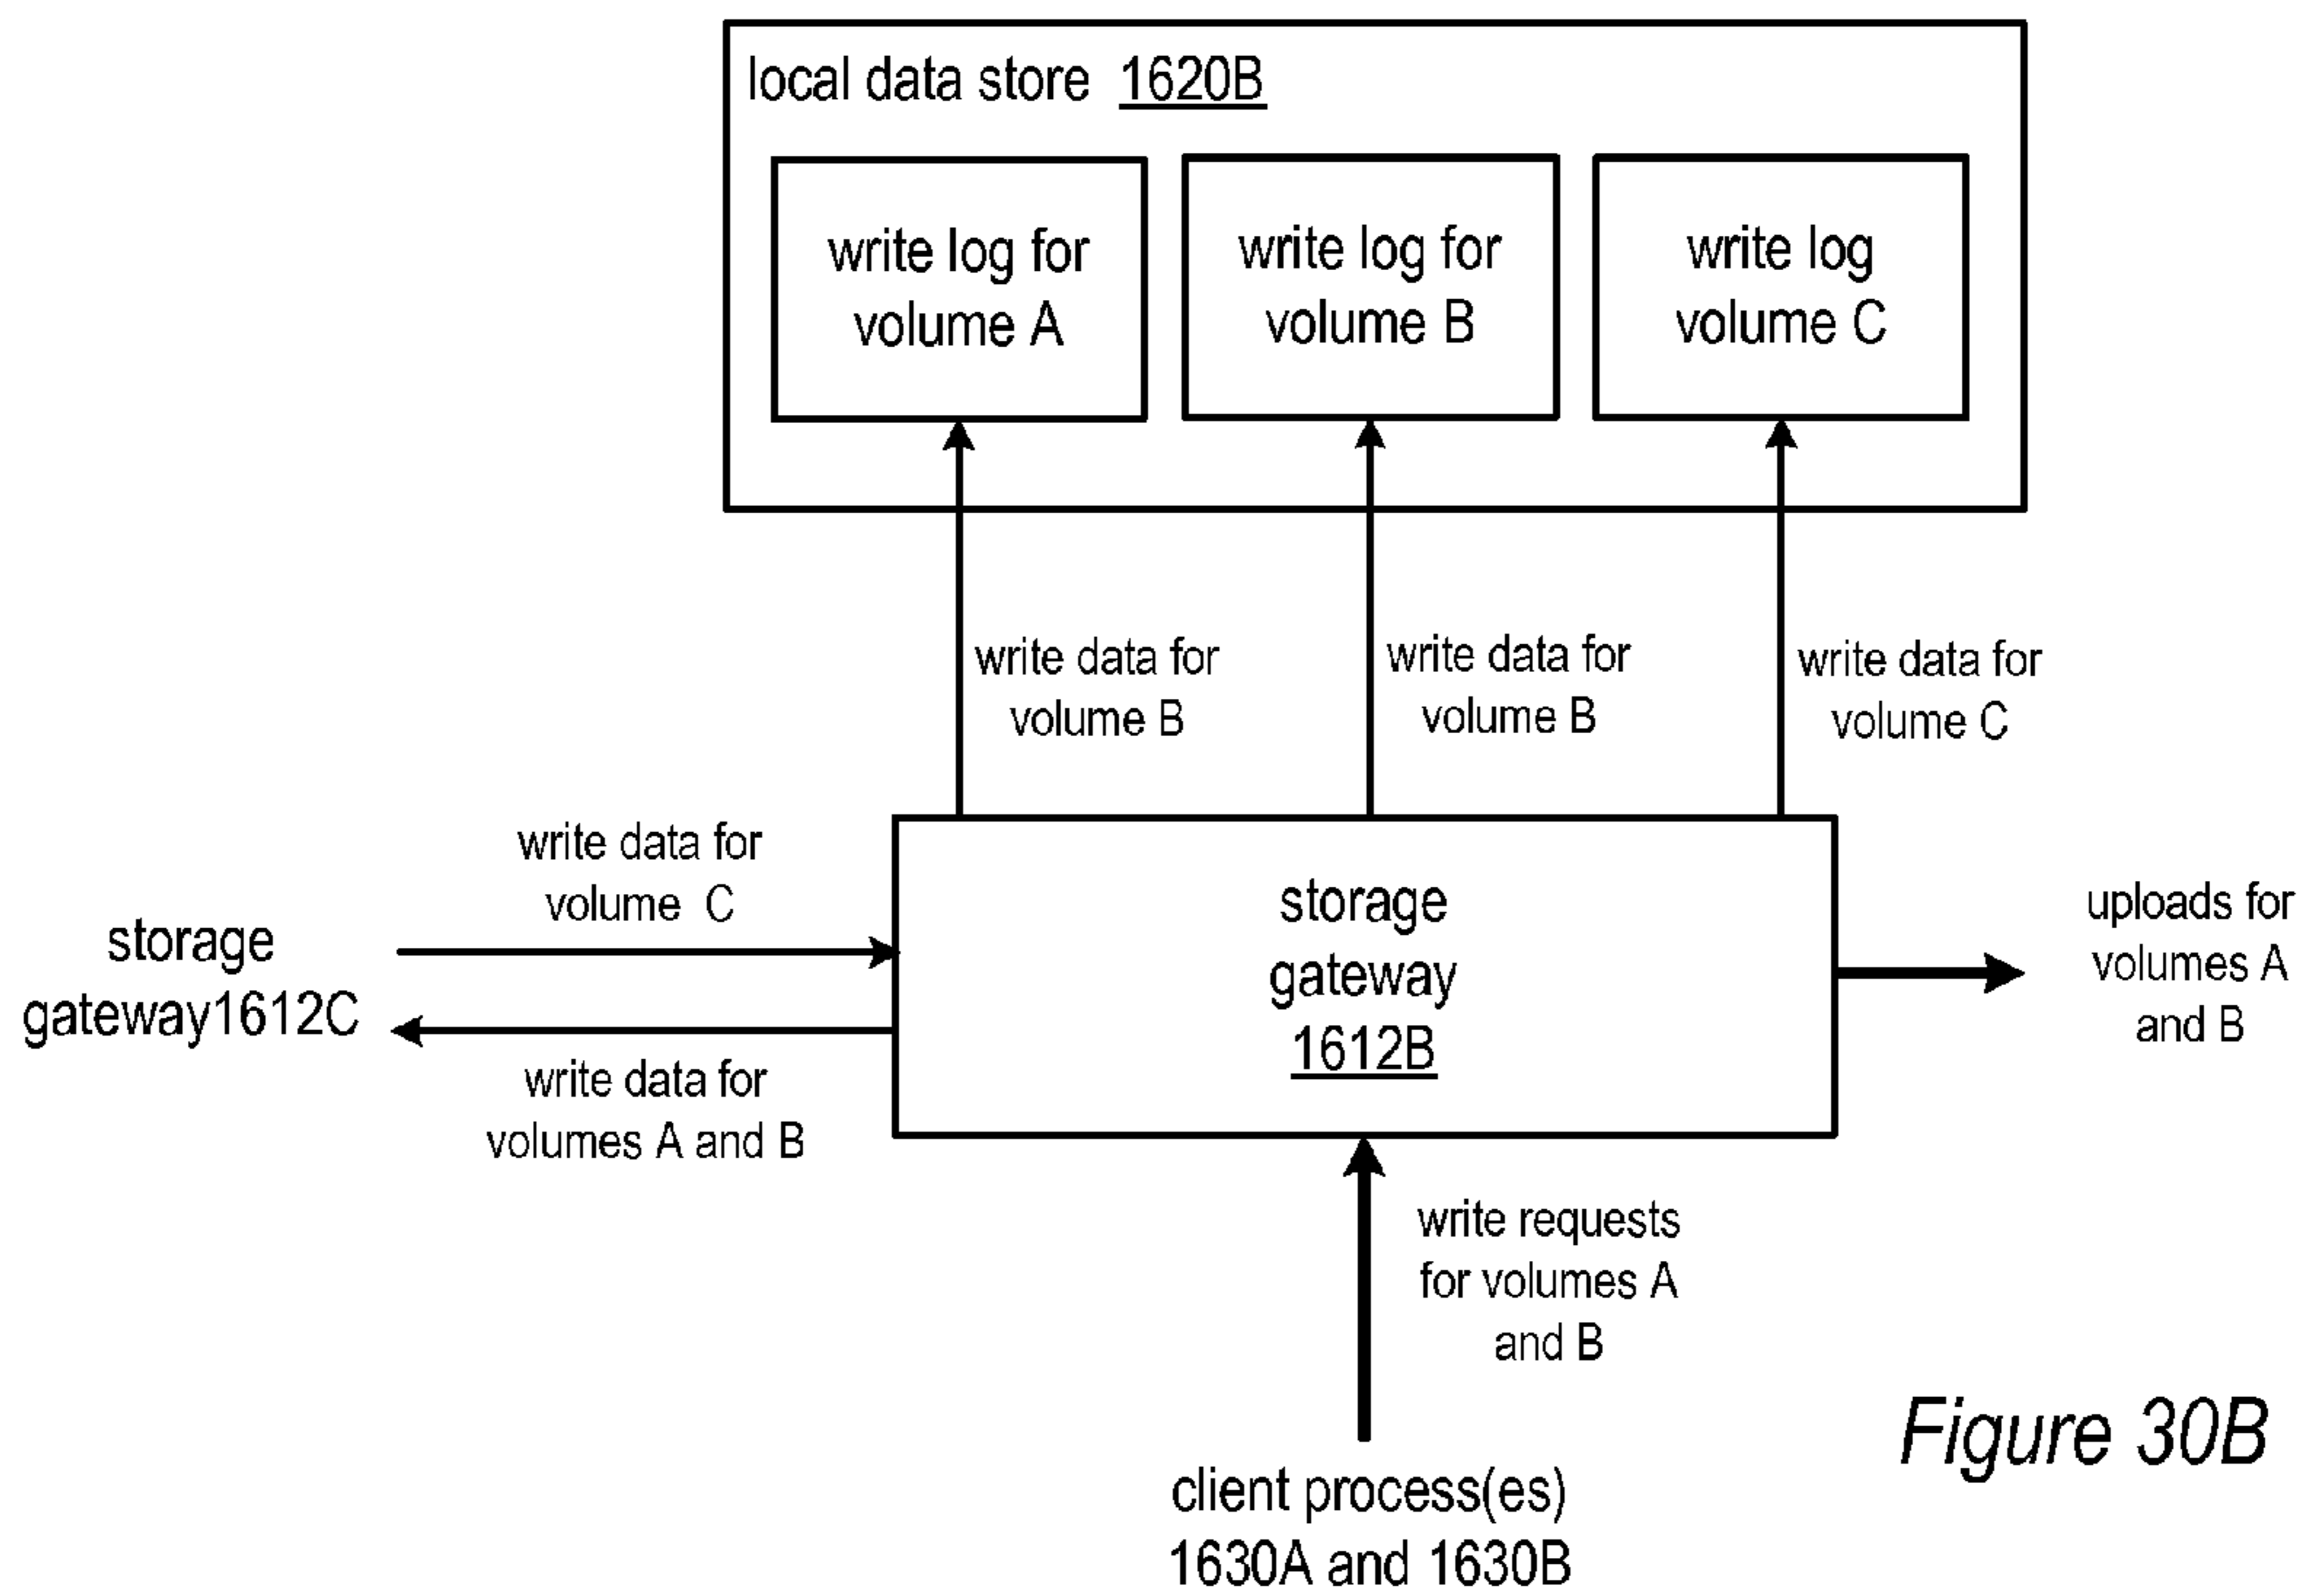 local data store 1620B
write log for
volume A
write log for
volume B
write log
volume C
write data for
volume B
write data for
volume B
write data for
volume C
write data for
volume C
storage
gateway1612C
write data for
volumes A and B
storage
gateway
1612B
uploads for
volumes A
and B
write requests
for volumes A
and B
client process(es)
1630A and 1630B
Figure 30B